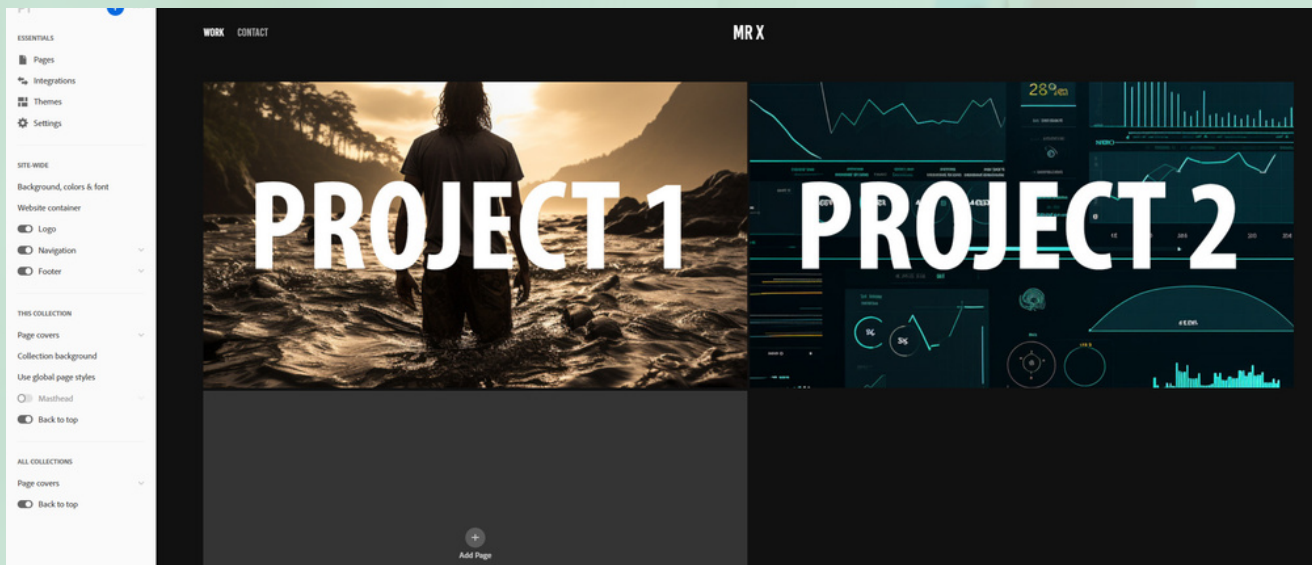 ESSENTIALS
Pages
Integrations
Themes
Settings
SITE-WIDE
Background, colors & font
Website container
Logo
Navigation
Footer
THIS COLLECTION
Page covers
Collection background
Use global page styles
Masthead
Back to top
ALL COLLECTIONS
Page covers
Back to top
WORK CONTACT
MR X
PROJECT 1
PROJECT 2
Add Page